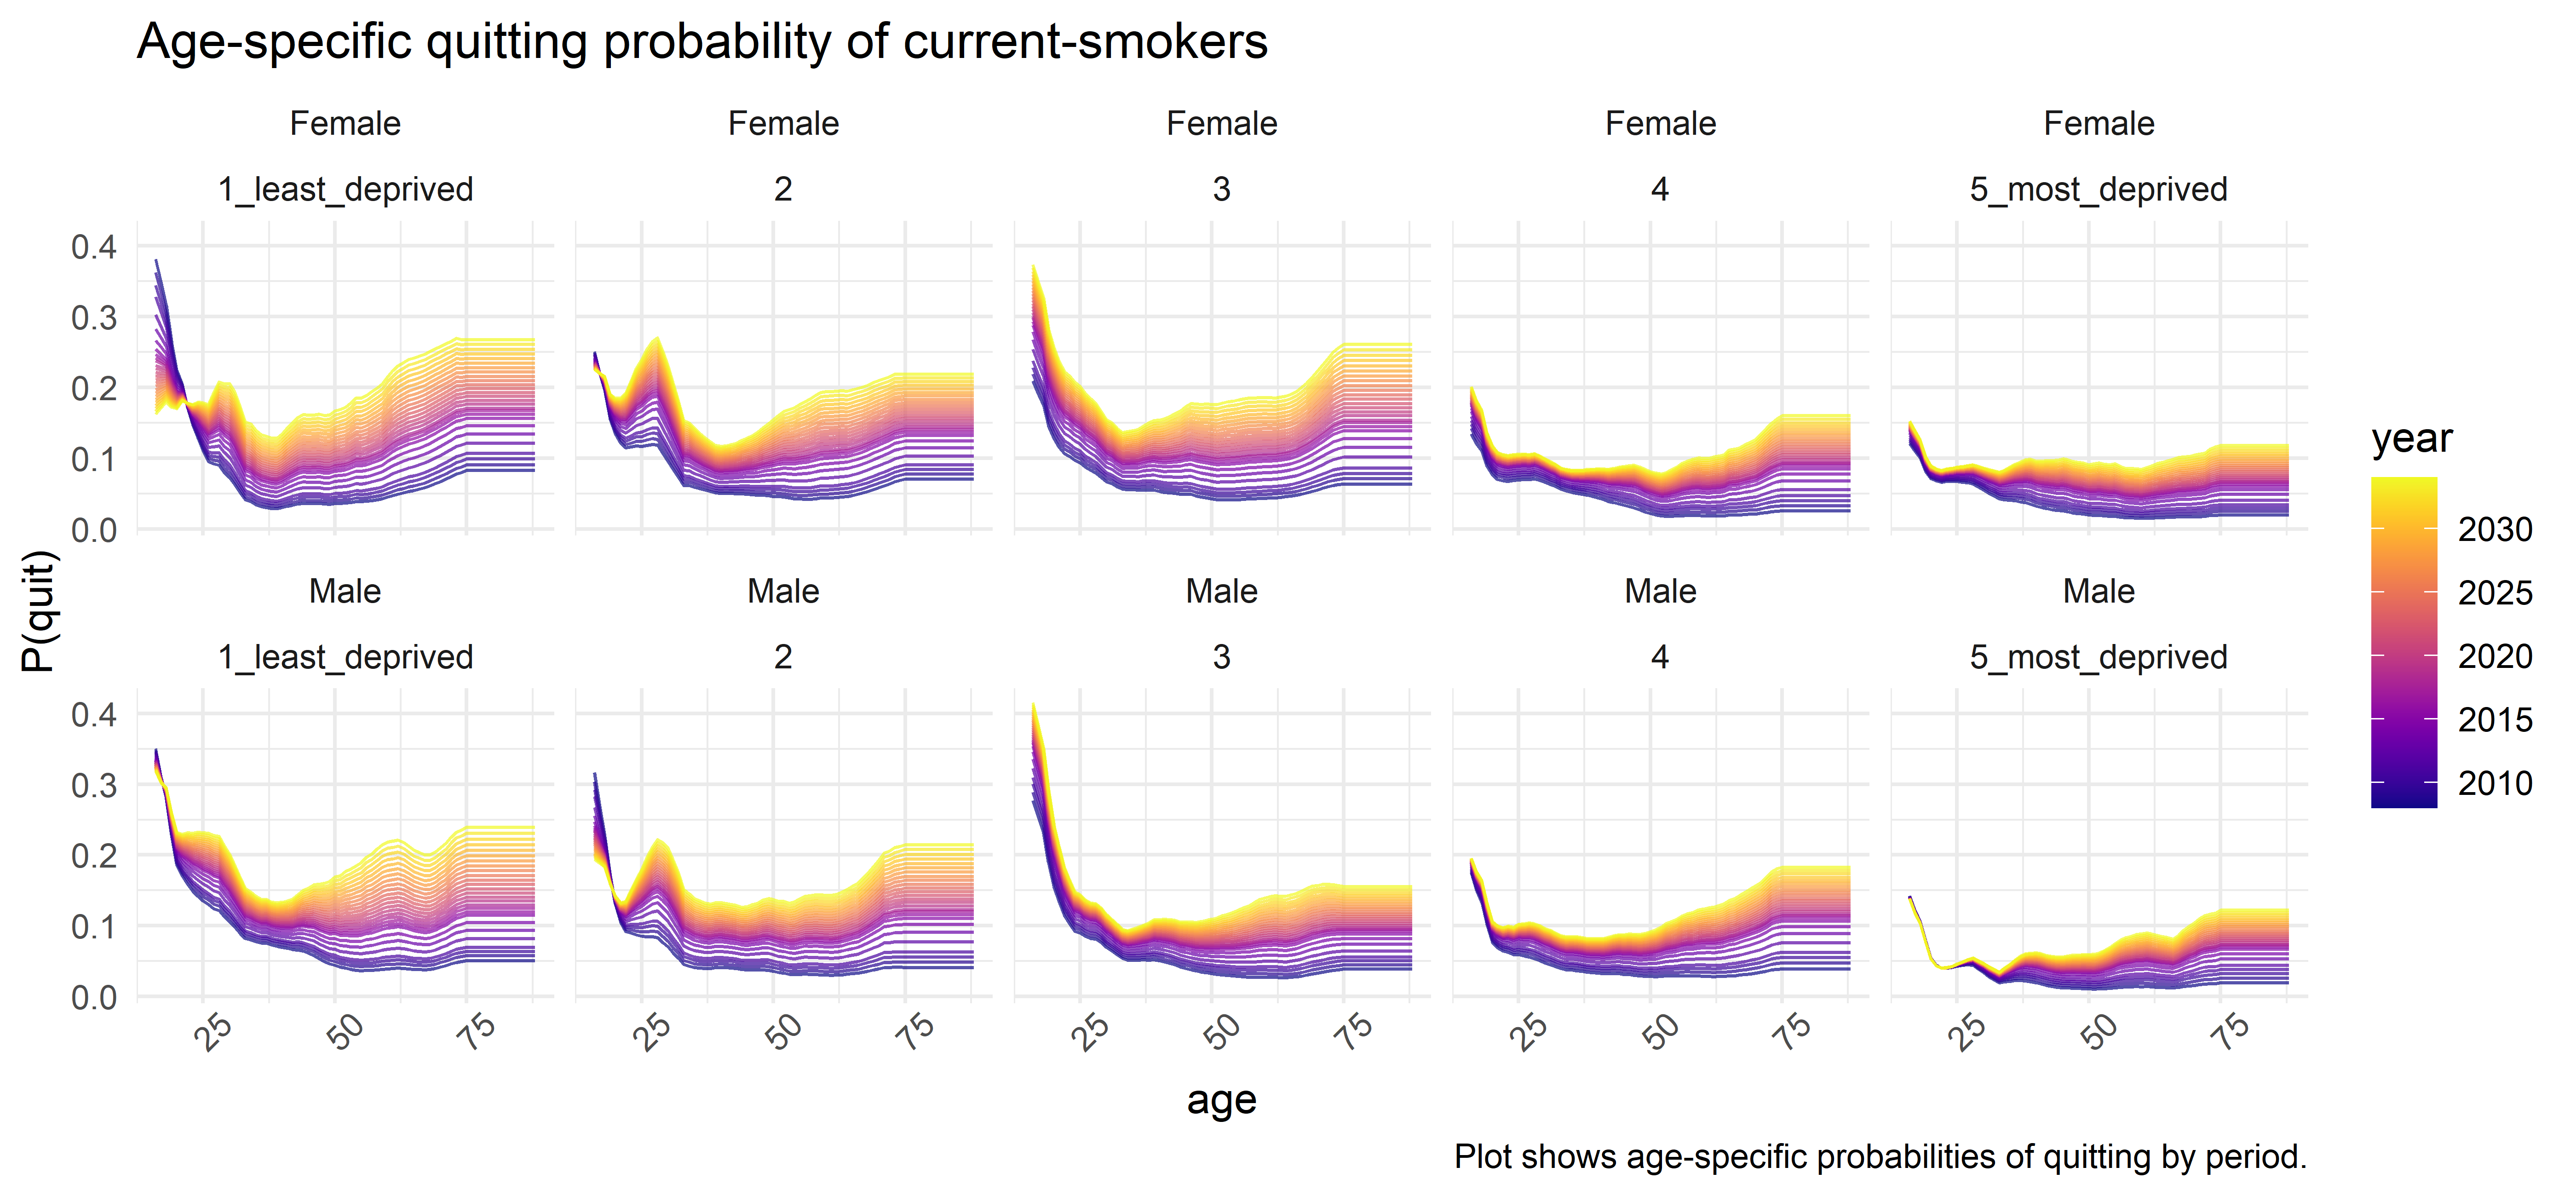 Age-specific quitting probability of current-smokers
Female Female Female Female Female
1_least_deprived 2 3 4 5_most_deprived
0.4
0.3
0.2
0.1
0.0
Male Male Male Male Male
1_least_deprived 2 3 4 5_most_deprived
0.4
0.3
0.2
0.1
0.0
25 50 75 25 50 75 25 50 75 25 50 75 25 50 75
P(quit)
age
year
2030
2025
2020
2015
2010
Plot shows age-specific probabilities of quitting by period.